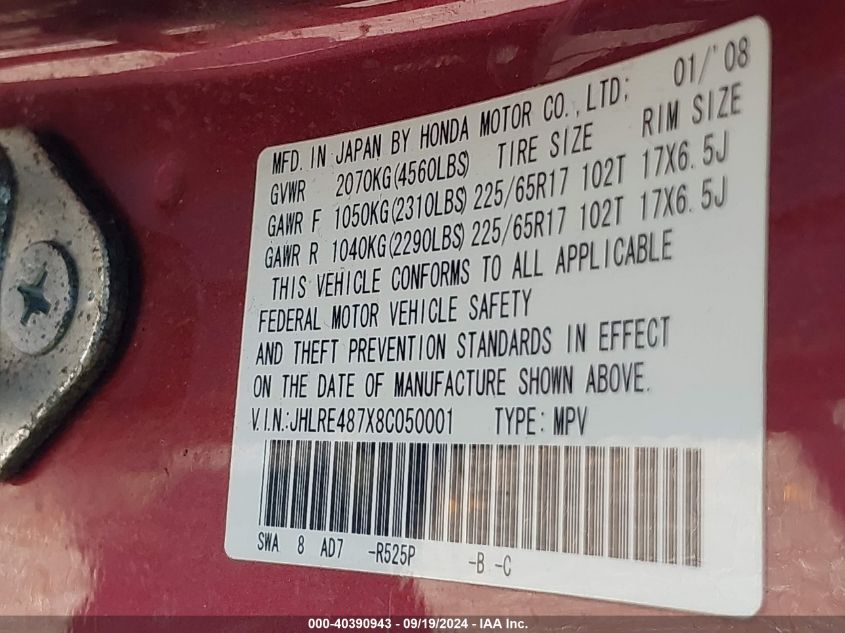 MFD. IN JAPAN BY HONDA MOTOR CO., LTD; 01/'08
GVWR 2070KG(4560LBS) TIRE SIZE RIM SIZE
GAWR F 1050KG(2310LBS) 225/65R17 102T 17X6.5J
GAWR R 1040KG(2290LBS) 225/65R17 102T 17X6.5J
THIS VEHICLE CONFORMS TO ALL APPLICABLE
FEDERAL MOTOR VEHICLE SAFETY
AND THEFT PREVENTION STANDARDS IN EFFECT
ON THE DATE OF MANUFACTURE SHOWN ABOVE.
V.I.N.:JHLRE487X8C050001 TYPE: MPV
SWA 8 AD7 -R525P -B -C
000-40390943 - 09/19/2024 - IAA Inc.